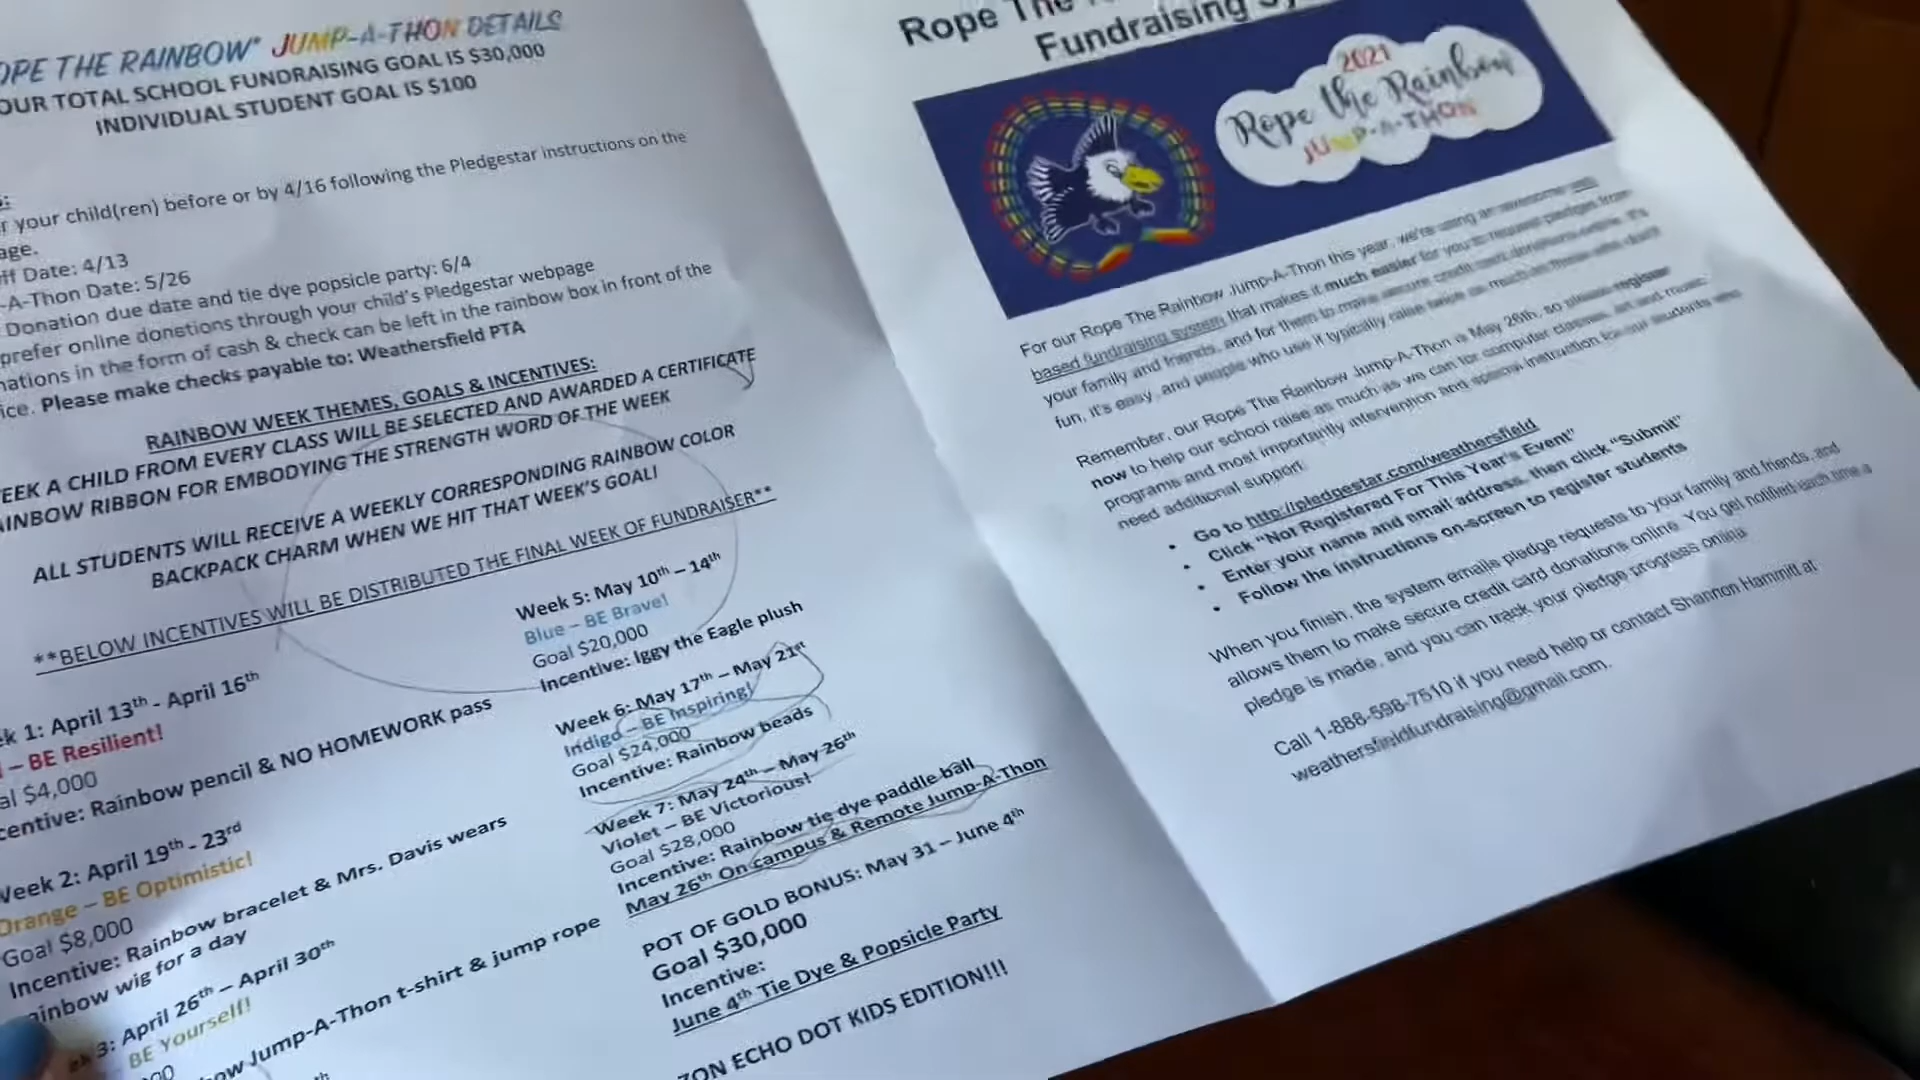 OPE THE RAINBOW* JUMP-A-THON DETAILS
OUR TOTAL SCHOOL FUNDRAISING GOAL IS $30,000
INDIVIDUAL STUDENT GOAL IS $100
r your child(ren) before or by 4/16 following the Pledgestar instructions on the
age.
ff Date: 4/13
-A-Thon Date: 5/26
Donation due date and tie dye popsicle party: 6/4
prefer online donations through your child's Pledgestar webpage
nations in the form of cash & check can be left in the rainbow box in front of the
ice. Please make checks payable to: Weathersfield PTA
RAINBOW WEEK THEMES, GOALS & INCENTIVES:
EEK A CHILD FROM EVERY CLASS WILL BE SELECTED AND AWARDED A CERTIFICATE
AINBOW RIBBON FOR EMBODYING THE STRENGTH WORD OF THE WEEK
ALL STUDENTS WILL RECEIVE A WEEKLY CORRESPONDING RAINBOW COLOR
BACKPACK CHARM WHEN WE HIT THAT WEEK'S GOAL!
**BELOW INCENTIVES WILL BE DISTRIBUTED THE FINAL WEEK OF FUNDRAISER**
ek 1: April 13th - April 16th
– BE Resilient!
al $4,000
centive: Rainbow pencil & NO HOMEWORK pass
Week 2: April 19th - 23rd
Orange – BE Optimistic!
Goal $8,000
Incentive: Rainbow bracelet & Mrs. Davis wears
ainbow wig for a day
ek 3: April 26th – April 30th
BE Yourself!
00
ow Jump-A-Thon t-shirt & jump rope
th
Week 5: May 10th – 14th
Blue – BE Brave!
Goal $20,000
Incentive: Iggy the Eagle plush
Week 6: May 17th – May 21st
Indigo – BE Inspiring!
Goal $24,000
Incentive: Rainbow beads
Week 7: May 24th – May 26th
Violet – BE Victorious!
Goal $28,000
Incentive: Rainbow tie dye paddle ball
May 26th On campus & Remote Jump-A-Thon
POT OF GOLD BONUS: May 31 – June 4th
Goal $30,000
Incentive:
June 4th Tie Dye & Popsicle Party
ZON ECHO DOT KIDS EDITION!!!
Rope The
Fundraising Sy
2021
Rope the Rainbow
JUMP-A-THON
For our Rope The Rainbow Jump-A-Thon this year, we're using an awesome
based fundraising system that makes it much easier for you to request pledges from
your family and friends, and for them to make secure credit card donations online. It's
fun, it's easy, and people who use it typically raise twice as much as those who don't
Remember, our Rope The Rainbow Jump-A-Thon is May 26th, so please register
now to help our school raise as much as we can for computer classes, art and music
programs and most importantly intervention and special instruction for our students who
need additional support.
• Go to http://pledgestar.com/weathersfield
• Click "Not Registered For This Year's Event"
• Enter your name and email address, then click "Submit"
• Follow the instructions on-screen to register students
When you finish, the system emails pledge requests to your family and friends, and
allows them to make secure credit card donations online. You get notified each time a
pledge is made, and you can track your pledge progress online.
Call 1-888-598-7510 if you need help or contact Shannon Hammitt at
weathersfieldfundraising@gmail.com.